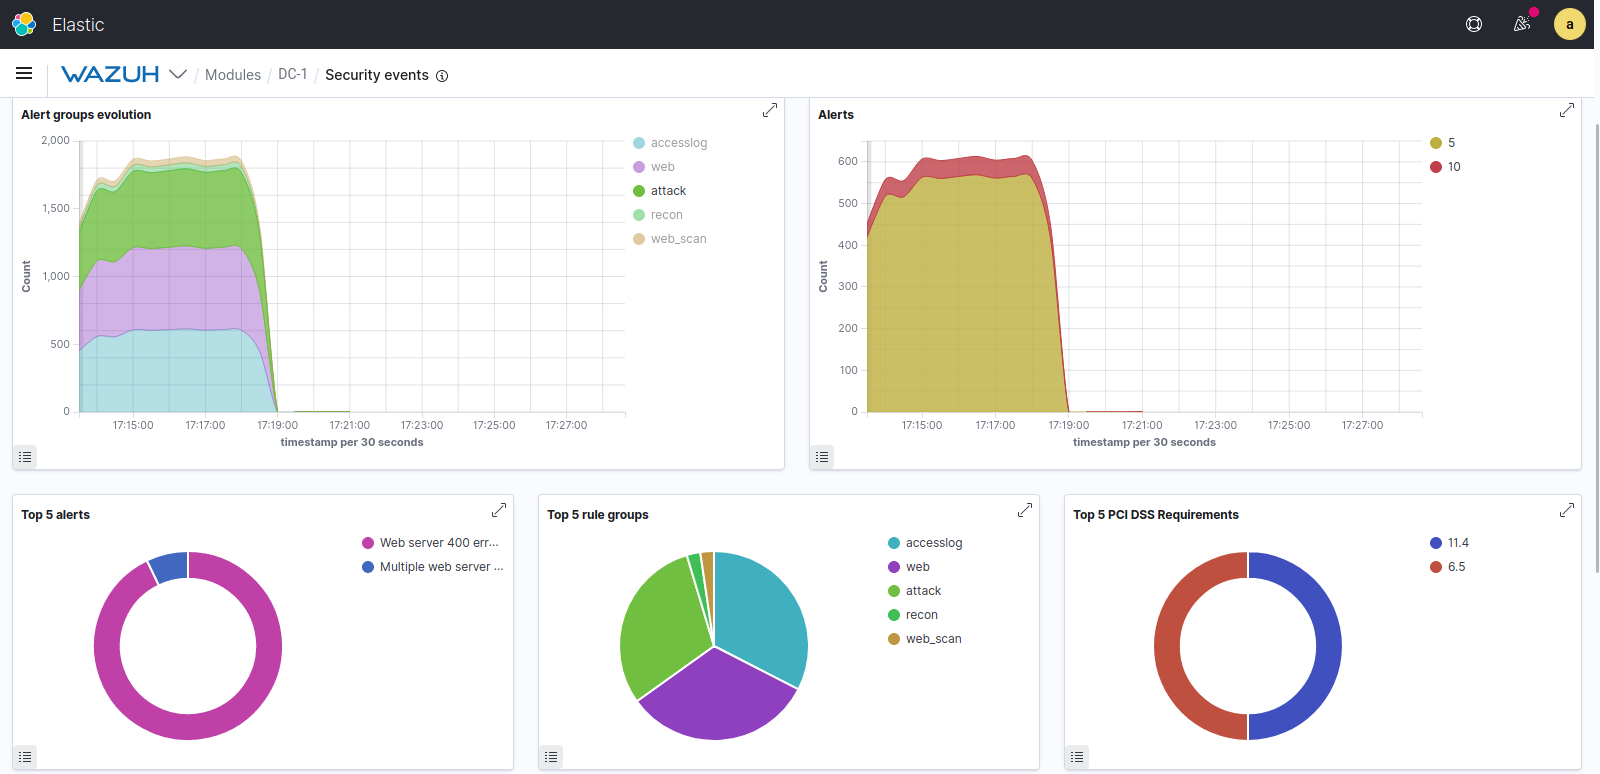 Elastic
a
WAZUH / Modules / DC-1 / Security events
Alert groups evolution
2,000
1,500
1,000
500
0
Count
17:15:00 17:17:00 17:19:00 17:21:00 17:23:00 17:25:00 17:27:00
timestamp per 30 seconds
accesslog
web
attack
recon
web_scan
Alerts
600
500
400
300
200
100
0
Count
17:15:00 17:17:00 17:19:00 17:21:00 17:23:00 17:25:00 17:27:00
timestamp per 30 seconds
5
10
Top 5 alerts
Web server 400 err...
Multiple web server ...
Top 5 rule groups
accesslog
web
attack
recon
web_scan
Top 5 PCI DSS Requirements
11.4
6.5